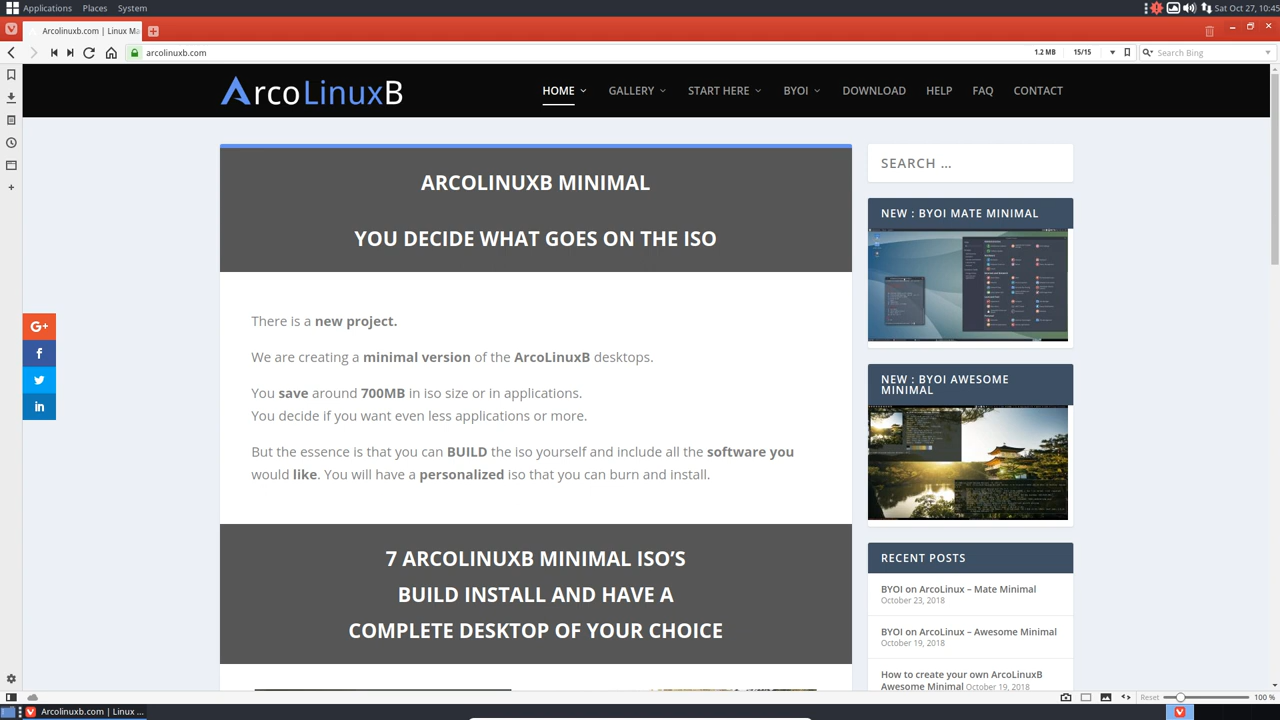 Applications Places System
Sat Oct 27, 10:45
Arcolinuxb.com | Linux Ma
arcolinuxb.com
1.2 MB 15/15
Search Bing
ArcoLinuxB
HOME GALLERY START HERE BYOI DOWNLOAD HELP FAQ CONTACT
ARCOLINUXB MINIMAL
YOU DECIDE WHAT GOES ON THE ISO
There is a new project.
We are creating a minimal version of the ArcoLinuxB desktops.
You save around 700MB in iso size or in applications.
You decide if you want even less applications or more.
But the essence is that you can BUILD the iso yourself and include all the software you
would like. You will have a personalized iso that you can burn and install.
7 ARCOLINUXB MINIMAL ISO'S
BUILD INSTALL AND HAVE A
COMPLETE DESKTOP OF YOUR CHOICE
SEARCH ...
NEW : BYOI MATE MINIMAL
NEW : BYOI AWESOME
MINIMAL
RECENT POSTS
BYOI on ArcoLinux – Mate Minimal
October 23, 2018
BYOI on ArcoLinux – Awesome Minimal
October 19, 2018
How to create your own ArcoLinuxB
Awesome Minimal October 19, 2018
G+
f
in
Reset 100 %
Arcolinuxb.com | Linux ...